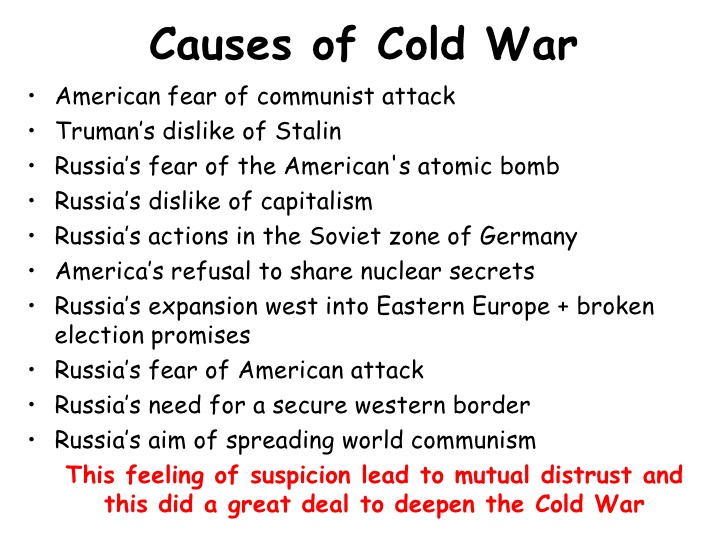 Causes of Cold War
• American fear of communist attack
• Truman’s dislike of Stalin
• Russia’s fear of the American's atomic bomb
• Russia’s dislike of capitalism
• Russia’s actions in the Soviet zone of Germany
• America’s refusal to share nuclear secrets
• Russia’s expansion west into Eastern Europe + broken
election promises
• Russia’s fear of American attack
• Russia’s need for a secure western border
• Russia’s aim of spreading world communism
This feeling of suspicion lead to mutual distrust and
this did a great deal to deepen the Cold War